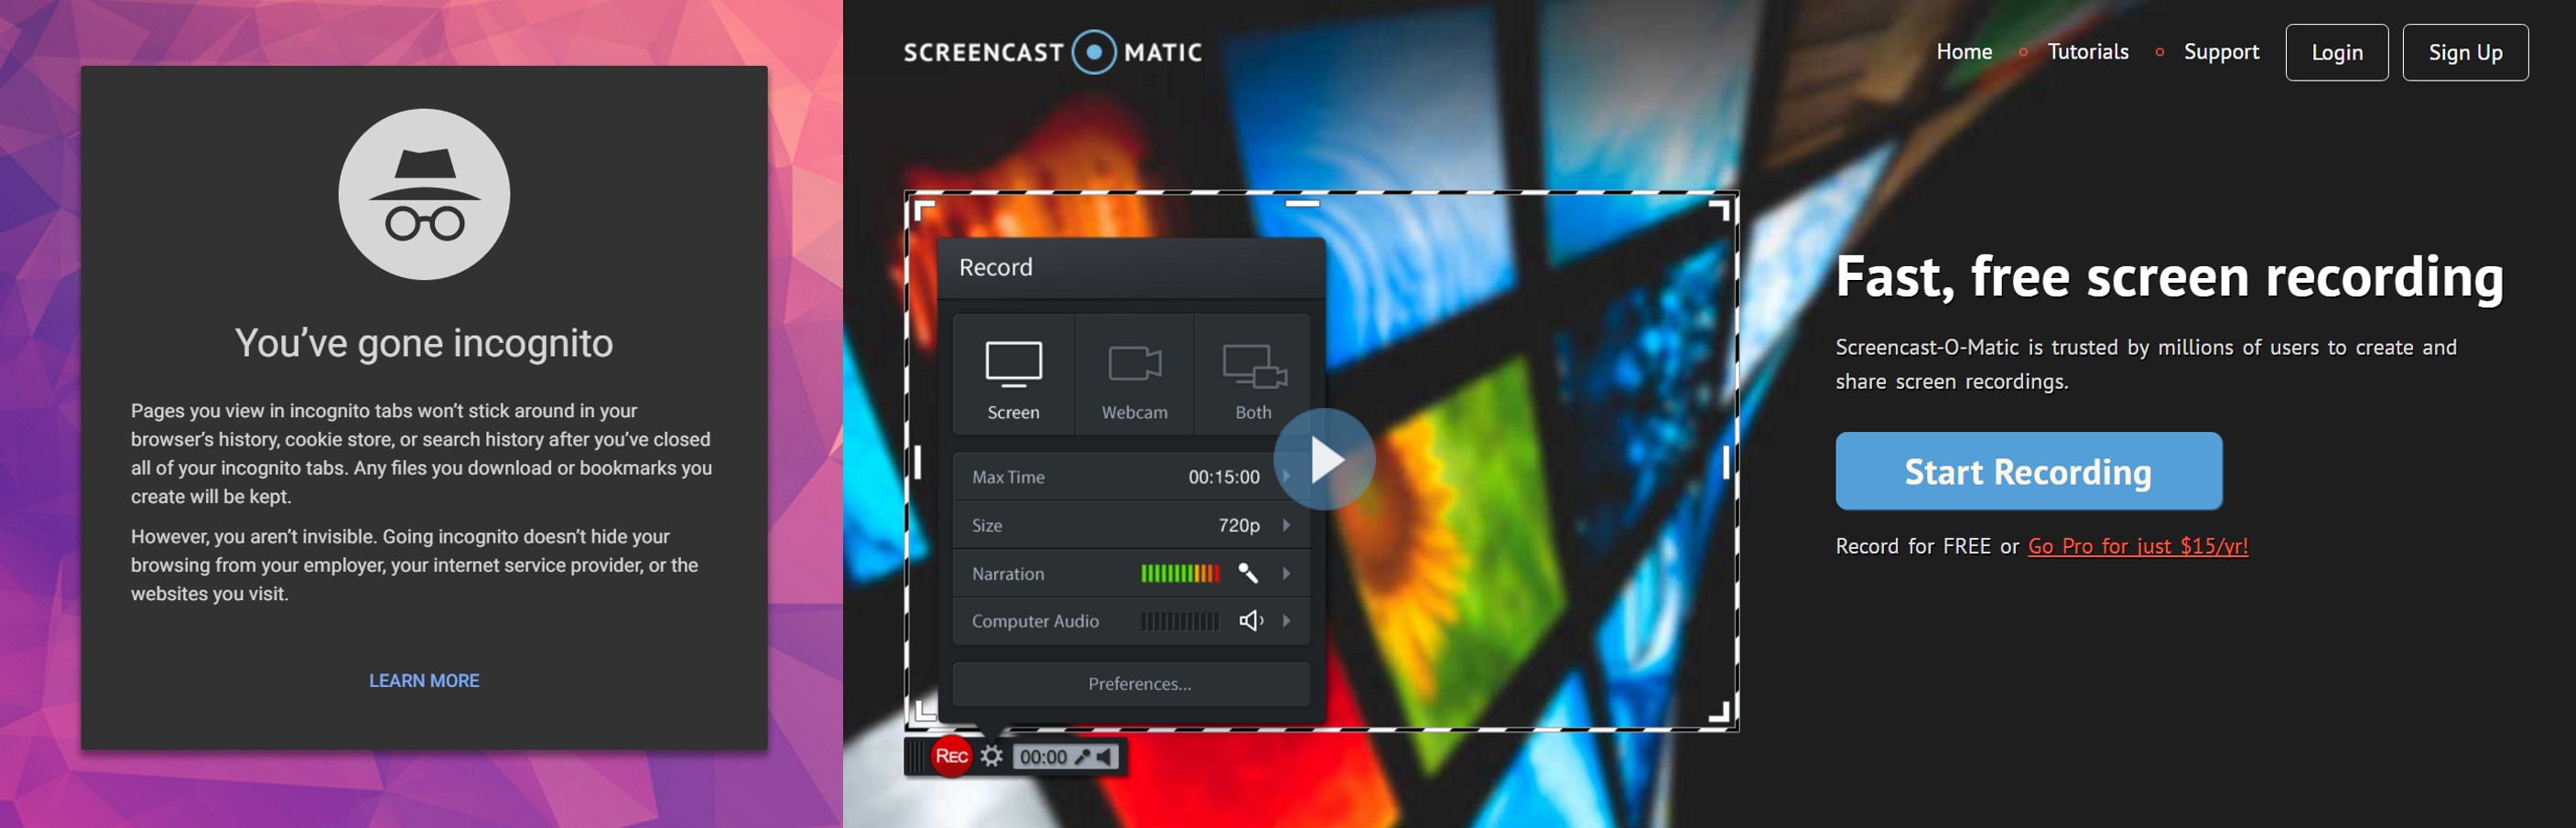 You've gone incognito
Pages you view in incognito tabs won't stick around in your
browser's history, cookie store, or search history after you've closed
all of your incognito tabs. Any files you download or bookmarks you
create will be kept.
However, you aren't invisible. Going incognito doesn't hide your
browsing from your employer, your internet service provider, or the
websites you visit.
LEARN MORE
SCREENCAST MATIC
Home Tutorials Support Login Sign Up
Record
Screen Webcam Both
Max Time 00:15:00
Size 720p
Narration
Computer Audio
Preferences...
REC 00:00
Fast, free screen recording
Screencast-O-Matic is trusted by millions of users to create and
share screen recordings.
Start Recording
Record for FREE or Go Pro for just $15/yr!